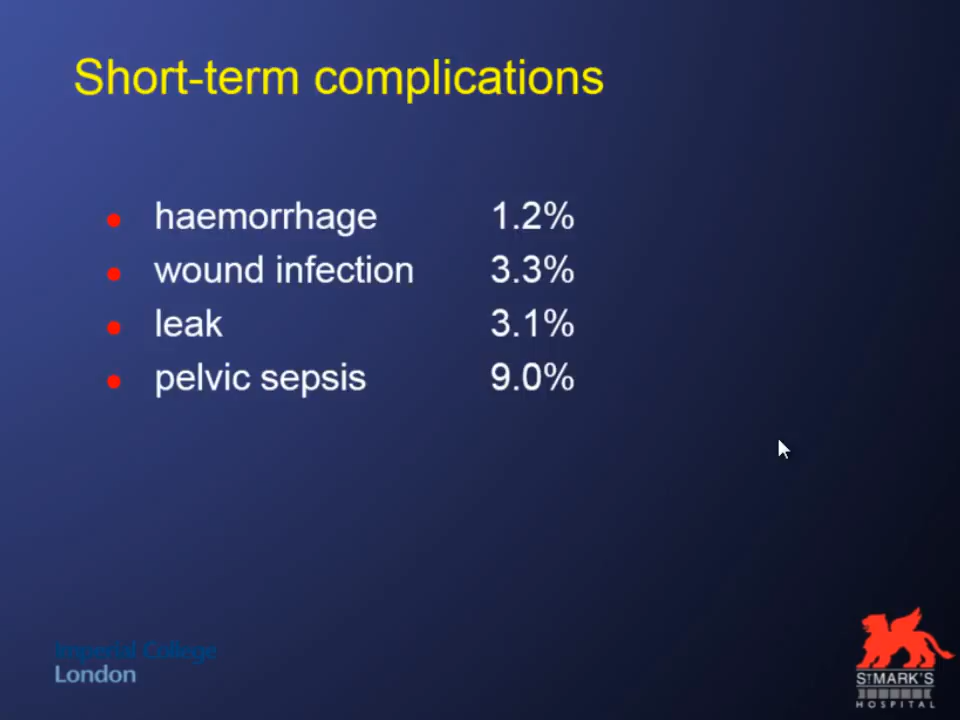 Short-term complications
haemorrhage 1.2%
wound infection 3.3%
leak 3.1%
pelvic sepsis 9.0%
Imperial College
London
ST MARK'S
HOSPITAL